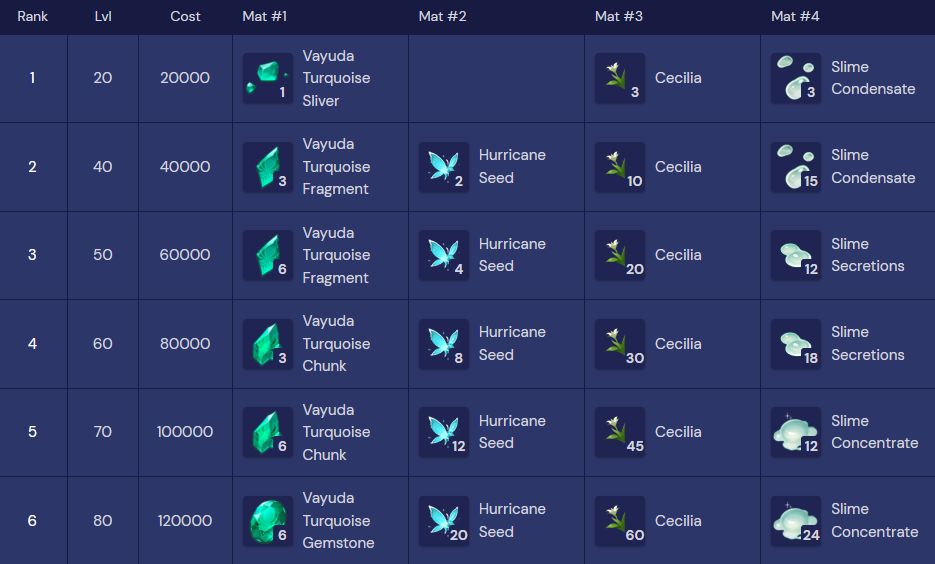 Rank Lvl Cost Mat #1 Mat #2 Mat #3 Mat #4
1 20 20000 1 Vayuda Turquoise Sliver 3 Cecilia 3 Slime Condensate
2 40 40000 3 Vayuda Turquoise Fragment 2 Hurricane Seed 10 Cecilia 15 Slime Condensate
3 50 60000 6 Vayuda Turquoise Fragment 4 Hurricane Seed 20 Cecilia 12 Slime Secretions
4 60 80000 3 Vayuda Turquoise Chunk 8 Hurricane Seed 30 Cecilia 18 Slime Secretions
5 70 100000 6 Vayuda Turquoise Chunk 12 Hurricane Seed 45 Cecilia 12 Slime Concentrate
6 80 120000 6 Vayuda Turquoise Gemstone 20 Hurricane Seed 60 Cecilia 24 Slime Concentrate